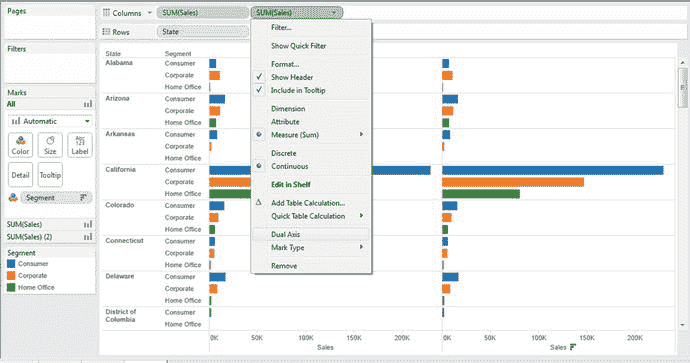 Pages
Columns SUM(Sales) SUM(Sales)
Rows State
Filters
Marks
All
Automatic
Color Size Label
Detail Tooltip
Segment
SUM(Sales)
SUM(Sales) (2)
Segment
Consumer
Corporate
Home Office
Filter...
Show Quick Filter
Format...
Show Header
Include in Tooltip
Dimension
Attribute
Measure (Sum)
Discrete
Continuous
Edit in Shelf
Add Table Calculation...
Quick Table Calculation
Dual Axis
Mark Type
Remove
State Segment
Alabama Consumer
Corporate
Home Office
Arizona Consumer
Corporate
Home Office
Arkansas Consumer
Corporate
Home Office
California Consumer
Corporate
Home Office
Colorado Consumer
Corporate
Home Office
Connecticut Consumer
Corporate
Home Office
Delaware Consumer
Corporate
Home Office
District of Consumer
Columbia Corporate
Home Office
0K 50K 100K 150K 200K 0K 50K 100K 150K 200K
Sales Sales